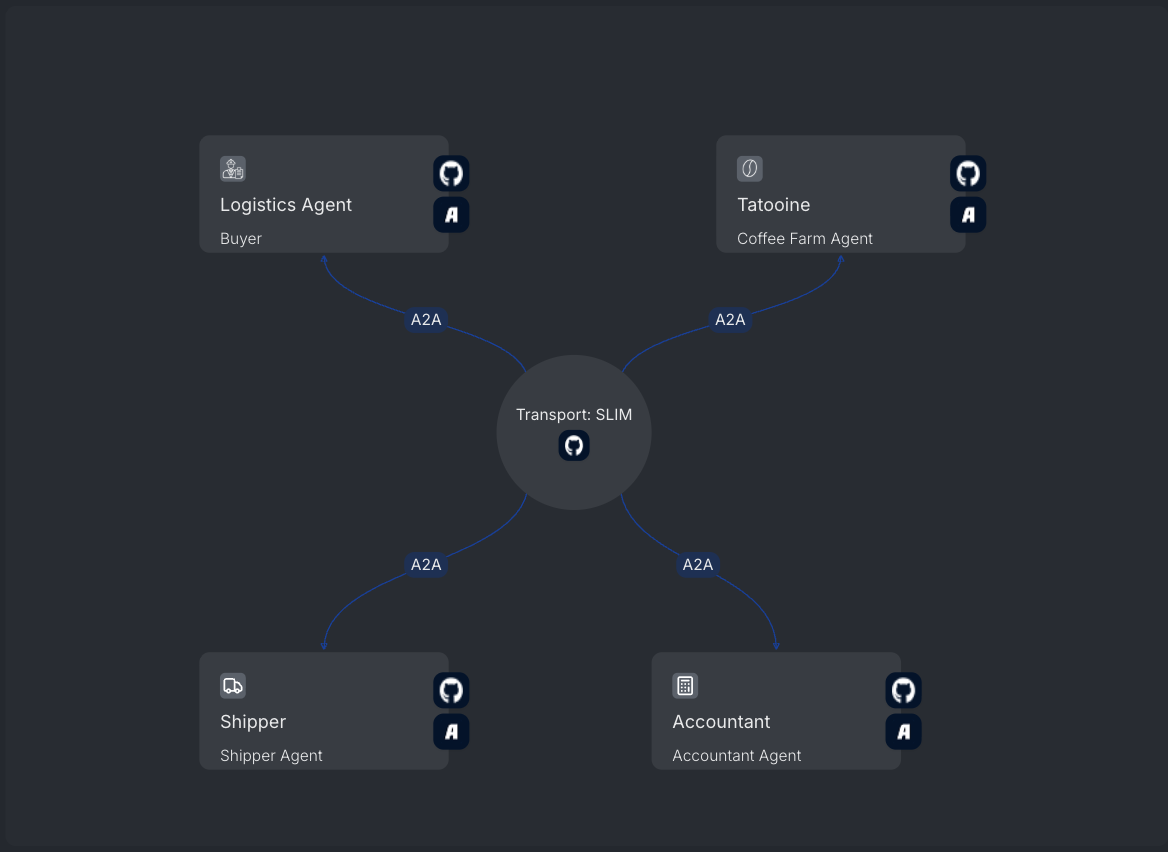 Logistics Agent
Buyer
Tatooine
Coffee Farm Agent
A2A
A2A
Transport: SLIM
A2A
A2A
Shipper
Shipper Agent
Accountant
Accountant Agent